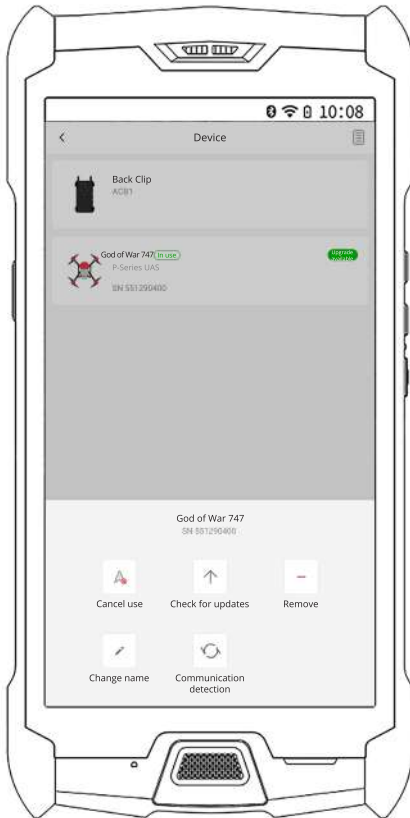 10:08
Device
Back Clip
ACB1
God of War 747 In use
Upgrade
available
P-Series UAS
SN 551290400
God of War 747
SN 551290400
Cancel use
Check for updates
Remove
Change name
Communication
detection